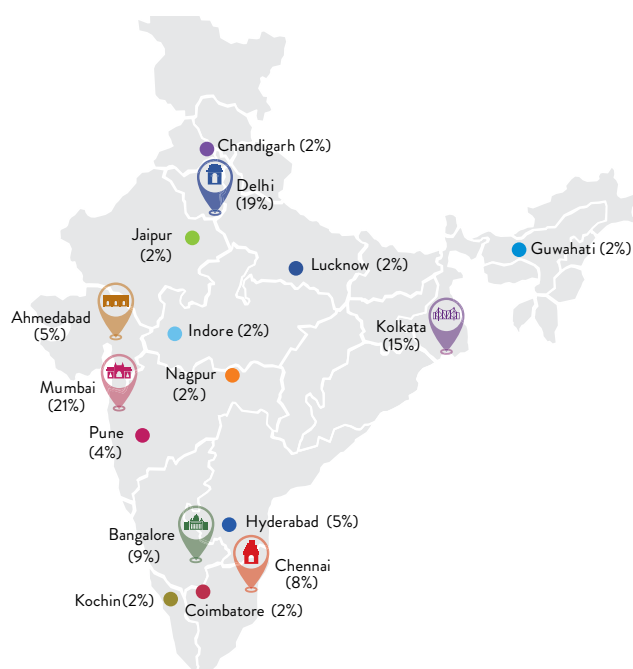 Chandigarh (2%)
Delhi
(19%)
Jaipur
(2%)
Lucknow (2%)
Guwahati (2%)
Ahmedabad
(5%)
Indore (2%)
Kolkata
(15%)
Mumbai
(21%)
Nagpur
(2%)
Pune
(4%)
Hyderabad (5%)
Bangalore
(9%)
Chennai
(8%)
Kochin(2%)
Coimbatore (2%)